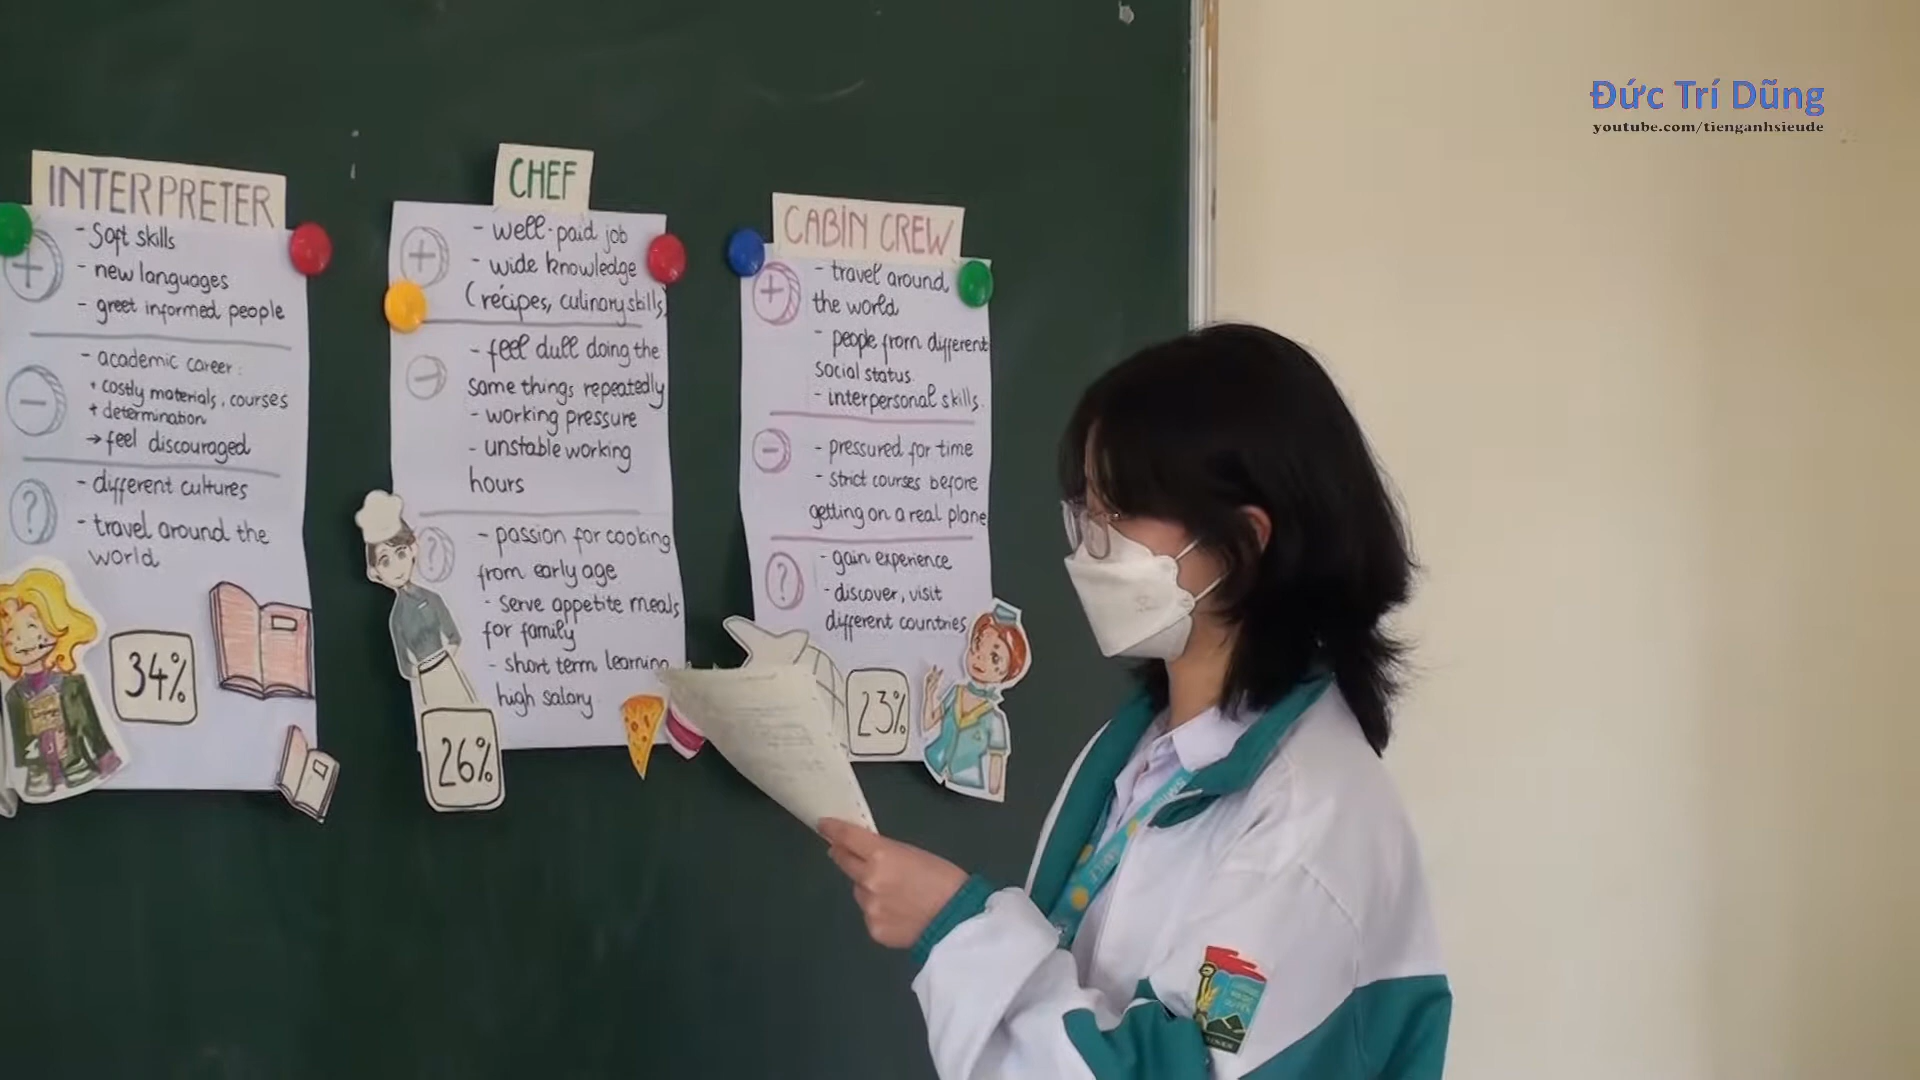 Đức Trí Dũng
youtube.com/tienganhsieude
INTERPRETER
+
- Soft skills
- new languages
- greet informed people
-
- academic career:
+ costly materials, courses
+ determination
→ feel discouraged
?
- different cultures
- travel around the
world
34%
CHEF
+
- well-paid job
- wide knowledge
(recipes, culinary skills)
-
- feel dull doing the
same things repeatedly
- working pressure
- unstable working
hours
?
- passion for cooking
from early age
- serve appetite meals
for family
- short term learning
high salary
26%
CABIN CREW
+
- travel around
the world
- people from different
social status.
- interpersonal skills.
-
- pressured for time
- strict courses before
getting on a real plane
?
- gain experience
- discover, visit
different countries
23%